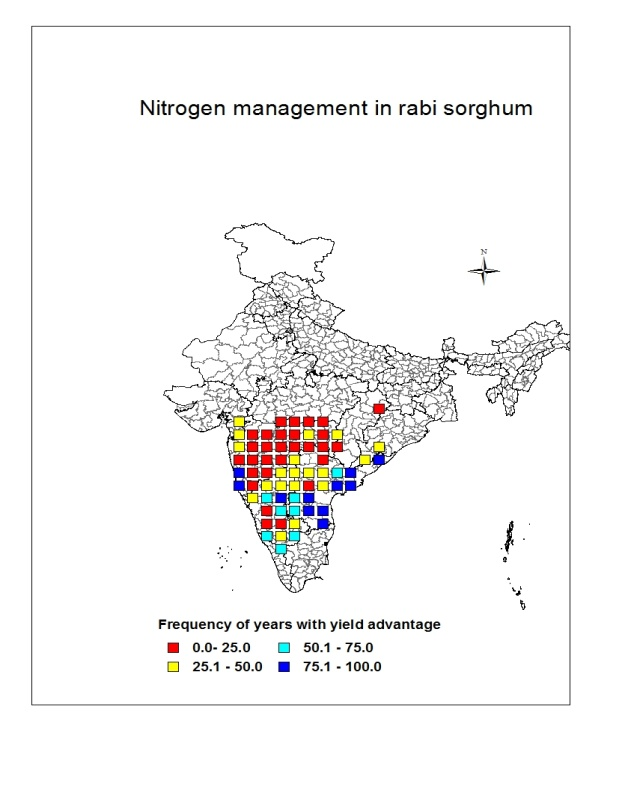 Nitrogen management in rabi sorghum
N
Frequency of years with yield advantage
0.0- 25.0 50.1 - 75.0
25.1 - 50.0 75.1 - 100.0